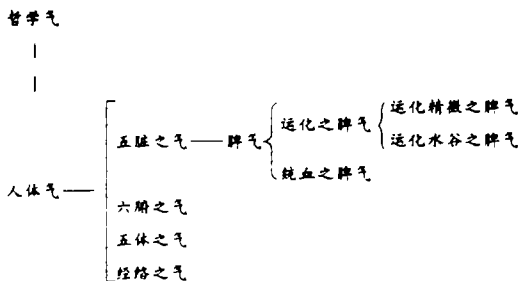 哲学气
运化精微之脾气
运化之脾气
五脏之气
脾气
运化水谷之脾气
统血之脾气
人体气
六腑之气
五体之气
经络之气